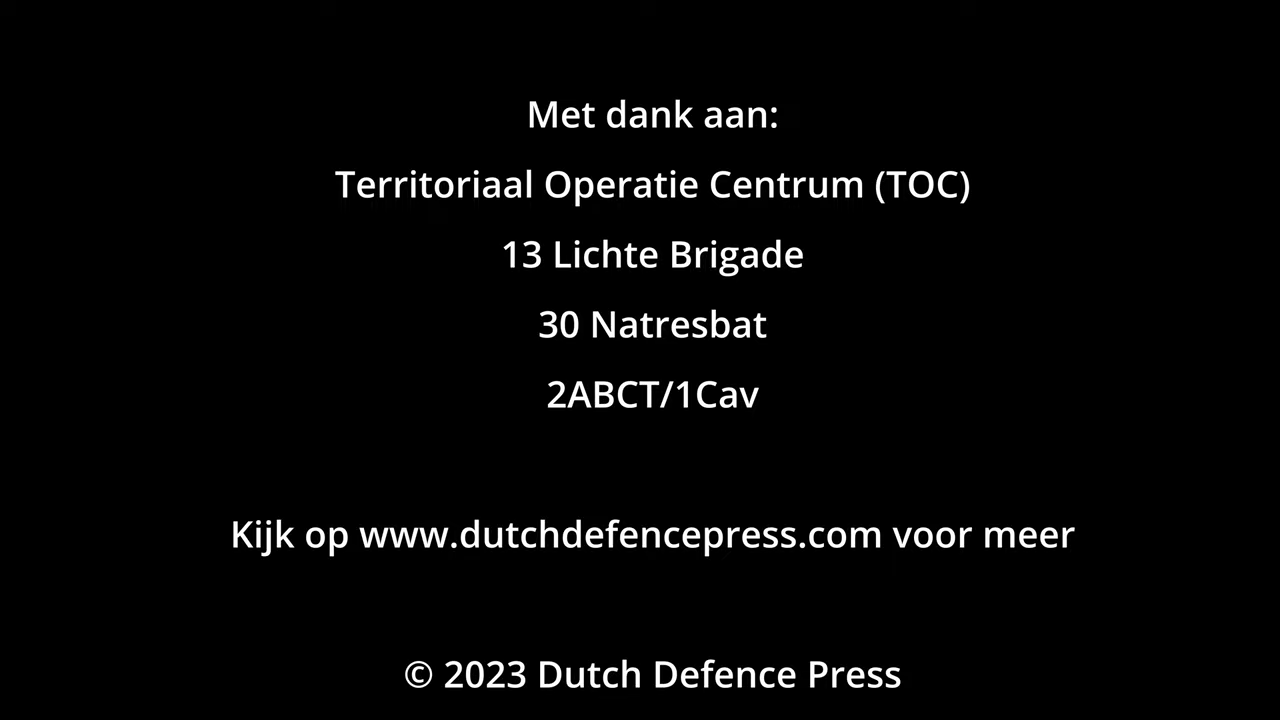 Met dank aan:
Territoriaal Operatie Centrum (TOC)
13 Lichte Brigade
30 Natresbat
2ABCT/1Cav
Kijk op www.dutchdefencepress.com voor meer
© 2023 Dutch Defence Press